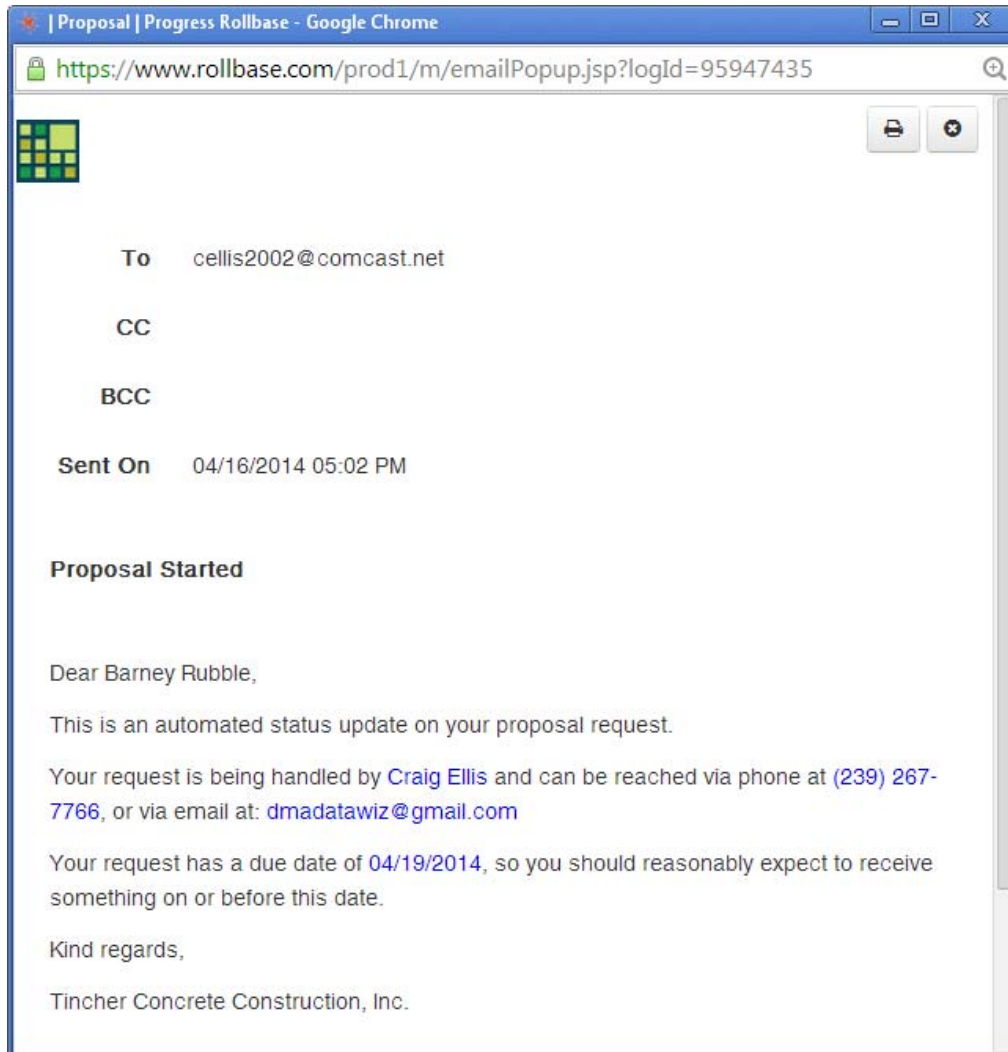 | Proposal | Progress Rollbase - Google Chrome
https://www.rollbase.com/prod1/m/emailPopup.jsp?logId=95947435
To cellis2002@comcast.net
CC
BCC
Sent On 04/16/2014 05:02 PM
Proposal Started
Dear Barney Rubble,
This is an automated status update on your proposal request.
Your request is being handled by Craig Ellis and can be reached via phone at (239) 267-
7766, or via email at: dmadatawiz@gmail.com
Your request has a due date of 04/19/2014, so you should reasonably expect to receive
something on or before this date.
Kind regards,
Tincher Concrete Construction, Inc.